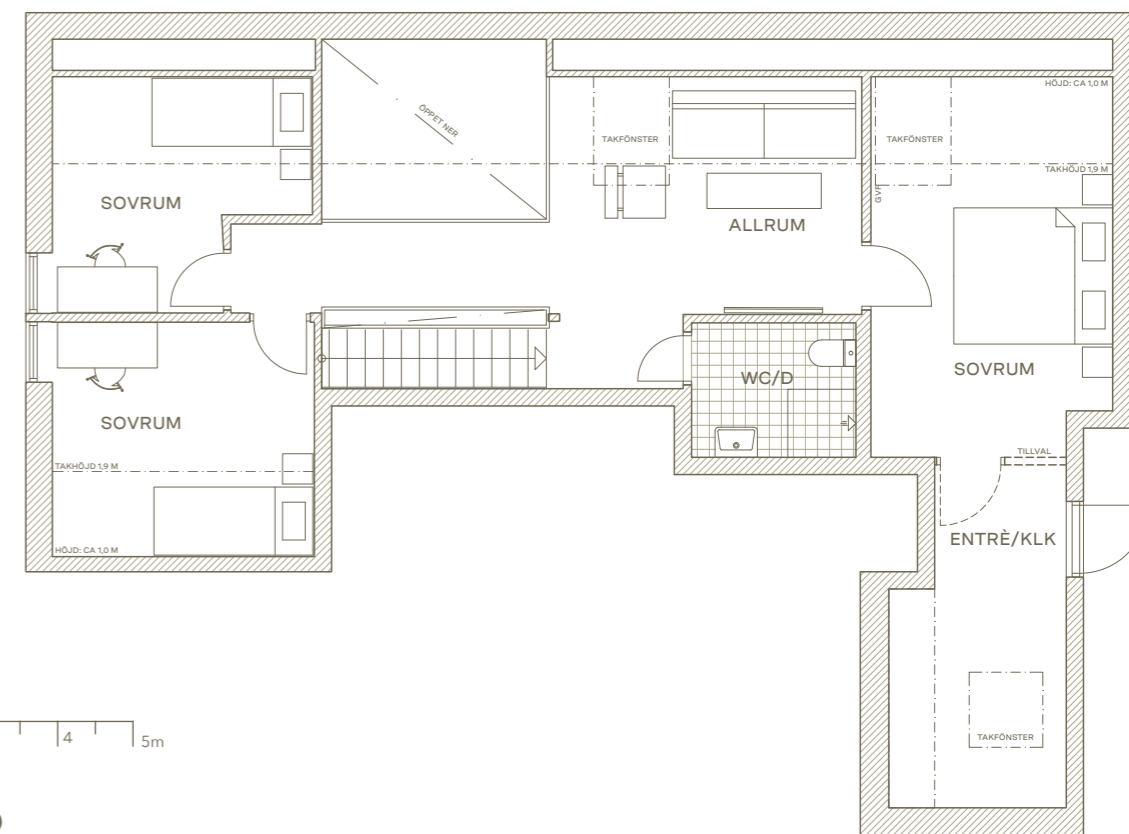 HÖJD: CA 1,0 M
ÖPPET NER
TAKFÖNSTER
TAKFÖNSTER
TAKHÖJD 1,9 M
GVF
SOVRUM
ALLRUM
SOVRUM
WC/D
SOVRUM
TILLVAL
TAKHÖJD 1,9 M
ENTRÈ/KLK
HÖJD: CA 1,0 M
TAKFÖNSTER
4
5m